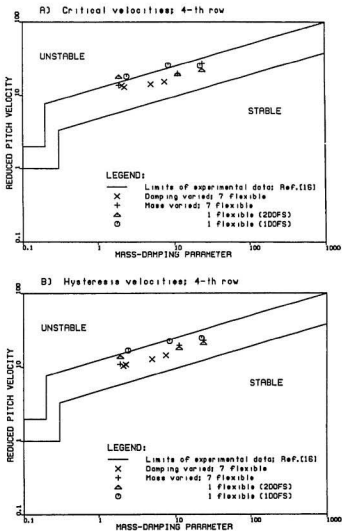 A) Critical velocities; 4-th row
REDUCED PITCH VELOCITY
100
10
1
0.1
UNSTABLE
STABLE
LEGEND:
Limits of experimental data; Ref.[16]
Damping varied; 7 flexible
Mass varied; 7 flexible
1 flexible (2DOFS)
1 flexible (1DOFS)
0.1
1
10
100
1000
MASS-DAMPING PARAMETER
B) Hysteresis velocities; 4-th row
REDUCED PITCH VELOCITY
100
10
1
0.1
UNSTABLE
STABLE
LEGEND:
Limits of experimental data; Ref.[16]
Damping varied; 7 flexible
Mass varied; 7 flexible
1 flexible (2DOFS)
1 flexible (1DOFS)
0.1
1
10
100
1000
MASS-DAMPING PARAMETER